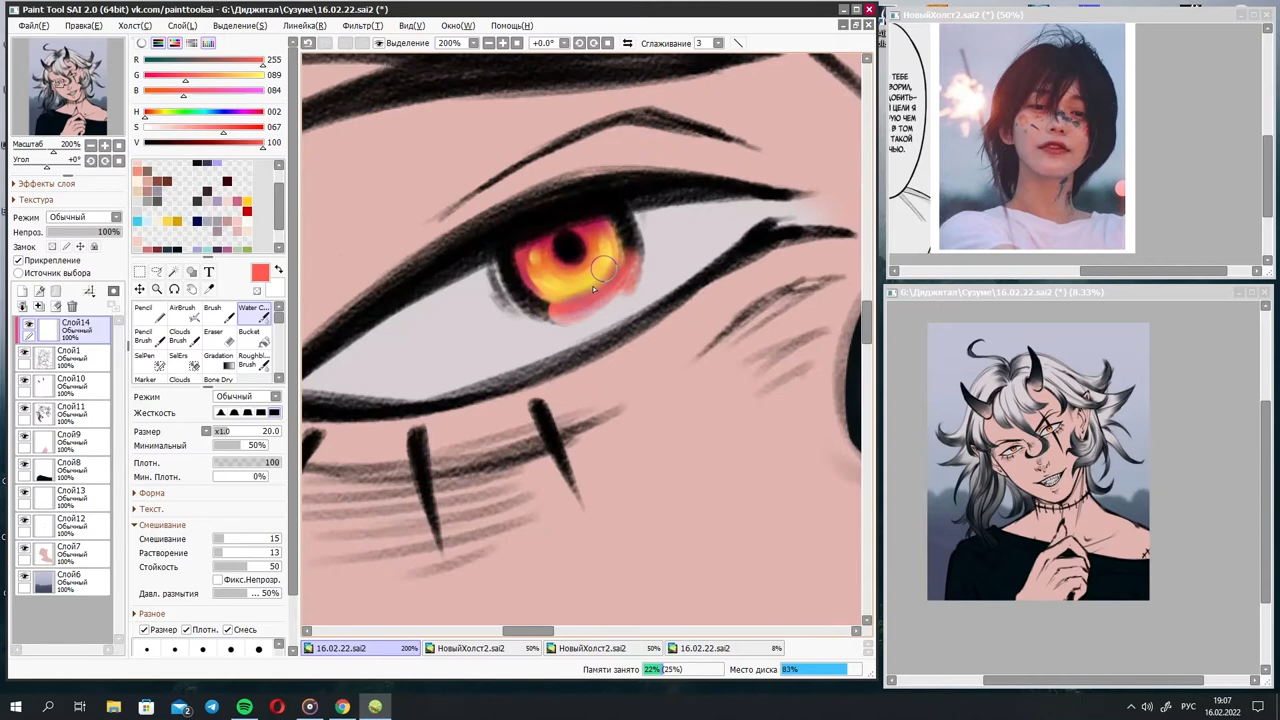 Paint Tool SAI 2.0 (64bit) vk.com/painttoolsai - G:\Диджитал\Сузуме\16.02.22.sai2 (*)
Файл(F) Правка(E) Холст(C) Слой(L) Выделение(S) Линейка(R) Фильтр(T) Вид(V) Окно(W) Помощь(H)
Выделение 200% +0.0° Сглаживание 3
R 255
G 089
B 084
H 002
S 067
V 100
Масштаб 200%
Угол +0°
Эффекты слоя
Текстура
Режим Обычный
Непроз. 100%
Замок
Прикрепление
Источник выбора
Слой14
Обычный
100%
Слой1
Обычный
100%
Слой10
Обычный
100%
Слой11
Обычный
100%
Слой9
Обычный
100%
Слой8
Обычный
100%
Слой13
Обычный
100%
Слой12
Обычный
100%
Слой7
Обычный
100%
Слой6
Обычный
100%
T
Pencil AirBrush Brush Water C...
Pencil Brush Clouds Brush Eraser Bucket
SelPen SelErs Gradation Roughbl Brush
Marker Clouds Bone Dry
Режим Обычный
Жесткость
Размер x1.0 20.0
Минимальный 50%
Плотн. 100
Мин. Плотн. 0%
Форма
Текст.
Смешивание
Смешивание 15
Растворение 13
Стойкость 50
Фикс.Непрозр.
Давл. размытия ... 50%
Разное
Размер Плотн. Смесь
16.02.22.sai2 200% НовыйХолст2.sai2 50% НовыйХолст2.sai2 50% 16.02.22.sai2 8%
Памяти занято 22% (25%) Место диска 83%
НовыйХолст2.sai2 (*) (50%)
ТЕБЕ
ОВОРИЛ,
ДОБИТЬ-
И ЦЕЛИ Я
РУЮ ЧЕМ
В ТОМ
ТАКОЙ
ЧЬЮ.
G:\Диджитал\Сузуме\16.02.22.sai2 (*) (8.33%)
2
РУС
19:07
16.02.2022